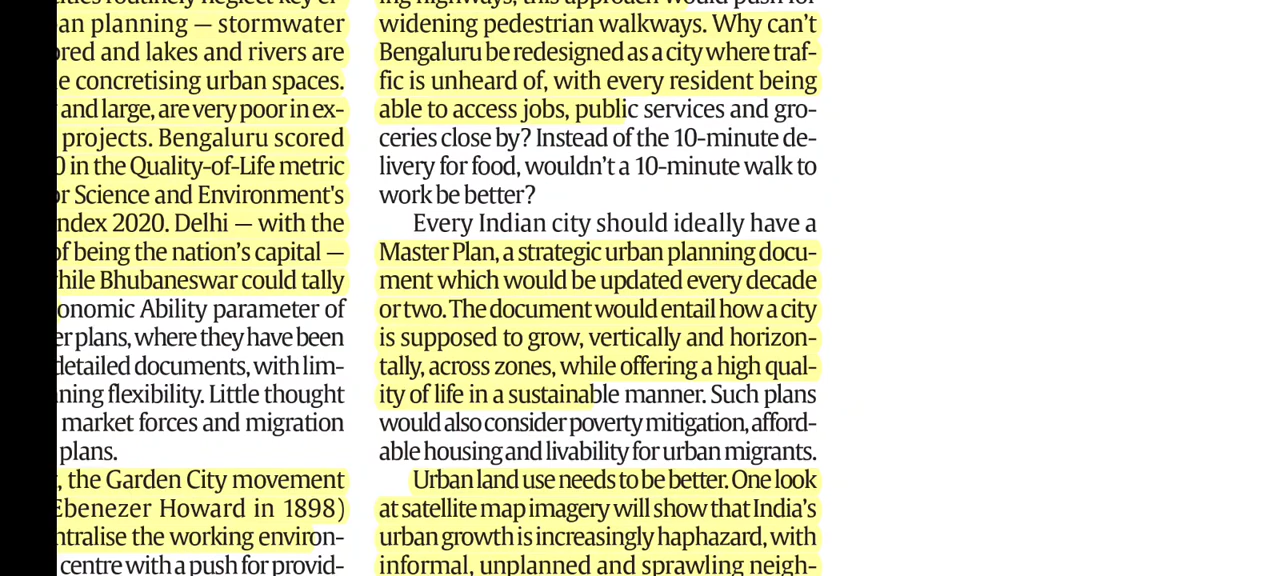 an planning — stormwater
and lakes and rivers are
concretising urban spaces.
and large, are very poor in ex-
projects. Bengaluru scored
in the Quality-of-Life metric
Science and Environment's
2020. Delhi — with the
of being the nation's capital —
while Bhubaneswar could tally
onomic Ability parameter of
er plans, where they have been
detailed documents, with lim-
ning flexibility. Little thought
market forces and migration
plans.
, the Garden City movement
Ebenezer Howard in 1898)
ntralise the working environ-
centre with a push for provid-
ing highways, this approach would push for
widening pedestrian walkways. Why can't
Bengaluru be redesigned as a city where traf-
fic is unheard of, with every resident being
able to access jobs, public services and gro-
ceries close by? Instead of the 10-minute de-
livery for food, wouldn't a 10-minute walk to
work be better?
Every Indian city should ideally have a
Master Plan, a strategic urban planning docu-
ment which would be updated every decade
or two. The document would entail how a city
is supposed to grow, vertically and horizon-
tally, across zones, while offering a high qual-
ity of life in a sustainable manner. Such plans
would also consider poverty mitigation, afford-
able housing and livability for urban migrants.
Urban land use needs to be better. One look
at satellite map imagery will show that India's
urban growth is increasingly haphazard, with
informal, unplanned and sprawling neigh-